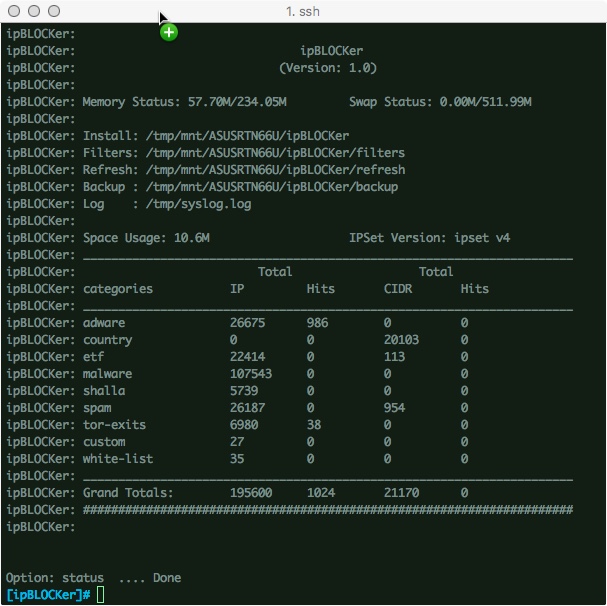 1. ssh
ipBLOCKer:
ipBLOCKer: ipBLOCKer
ipBLOCKer: (Version: 1.0)
ipBLOCKer:
ipBLOCKer: Memory Status: 57.70M/234.05M Swap Status: 0.00M/511.99M
ipBLOCKer:
ipBLOCKer: Install: /tmp/mnt/ASUSRTN66U/ipBLOCKer
ipBLOCKer: Filters: /tmp/mnt/ASUSRTN66U/ipBLOCKer/filters
ipBLOCKer: Refresh: /tmp/mnt/ASUSRTN66U/ipBLOCKer/refresh
ipBLOCKer: Backup : /tmp/mnt/ASUSRTN66U/ipBLOCKer/backup
ipBLOCKer: Log    : /tmp/syslog.log
ipBLOCKer:
ipBLOCKer: Space Usage: 10.6M IPSet Version: ipset v4
ipBLOCKer: ______________________________________________________________________
ipBLOCKer: Total Total
ipBLOCKer: categories IP Hits CIDR Hits
ipBLOCKer: ______________________________________________________________________
ipBLOCKer: adware 26675 986 0 0
ipBLOCKer: country 0 0 20103 0
ipBLOCKer: etf 22414 0 113 0
ipBLOCKer: malware 107543 0 0 0
ipBLOCKer: shalla 5739 0 0 0
ipBLOCKer: spam 26187 0 954 0
ipBLOCKer: tor-exits 6980 38 0 0
ipBLOCKer: custom 27 0 0 0
ipBLOCKer: white-list 35 0 0 0
ipBLOCKer: ______________________________________________________________________
ipBLOCKer: Grand Totals: 195600 1024 21170 0
ipBLOCKer: ######################################################################
ipBLOCKer:
Option: status  .... Done
[ipBLOCKer]#